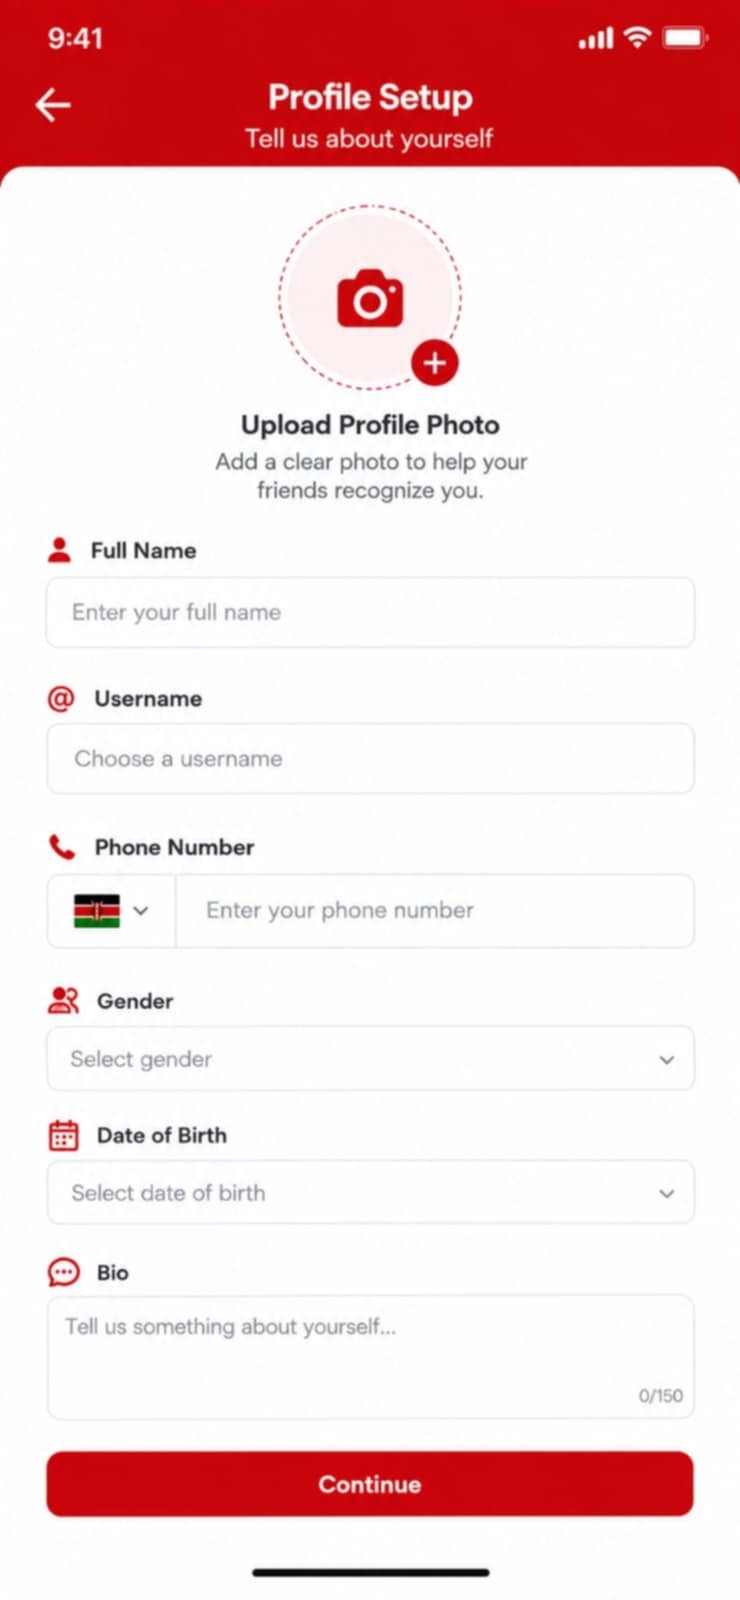 9:41
Profile Setup
Tell us about yourself
Upload Profile Photo
Add a clear photo to help your
friends recognize you.
Full Name
Enter your full name
@ Username
Choose a username
Phone Number
Enter your phone number
Gender
Select gender
Date of Birth
Select date of birth
Bio
Tell us something about yourself...
0/150
Continue